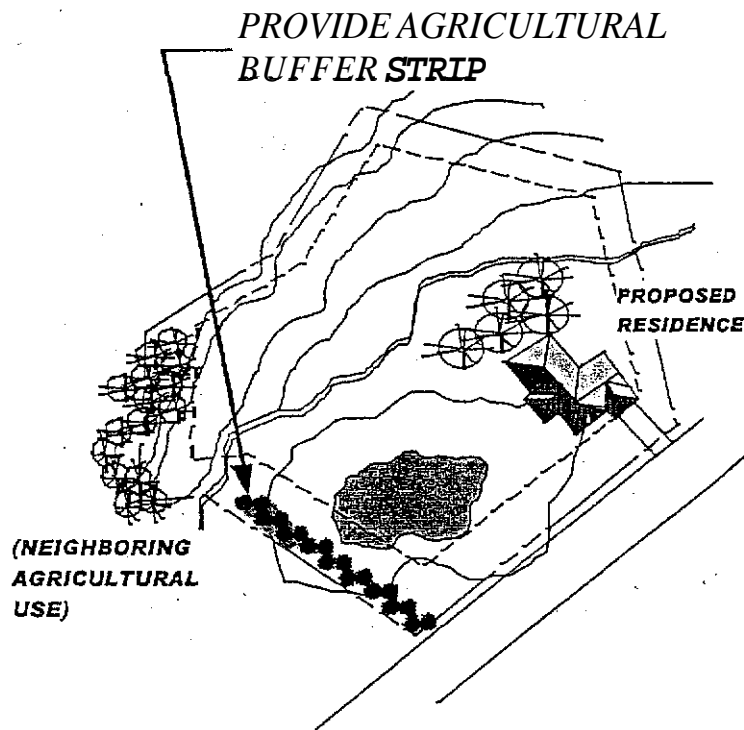 PROVIDE AGRICULTURAL
BUFFER STRIP
PROPOSED
RESIDENCE
(NEIGHBORING
AGRICULTURAL
USE)